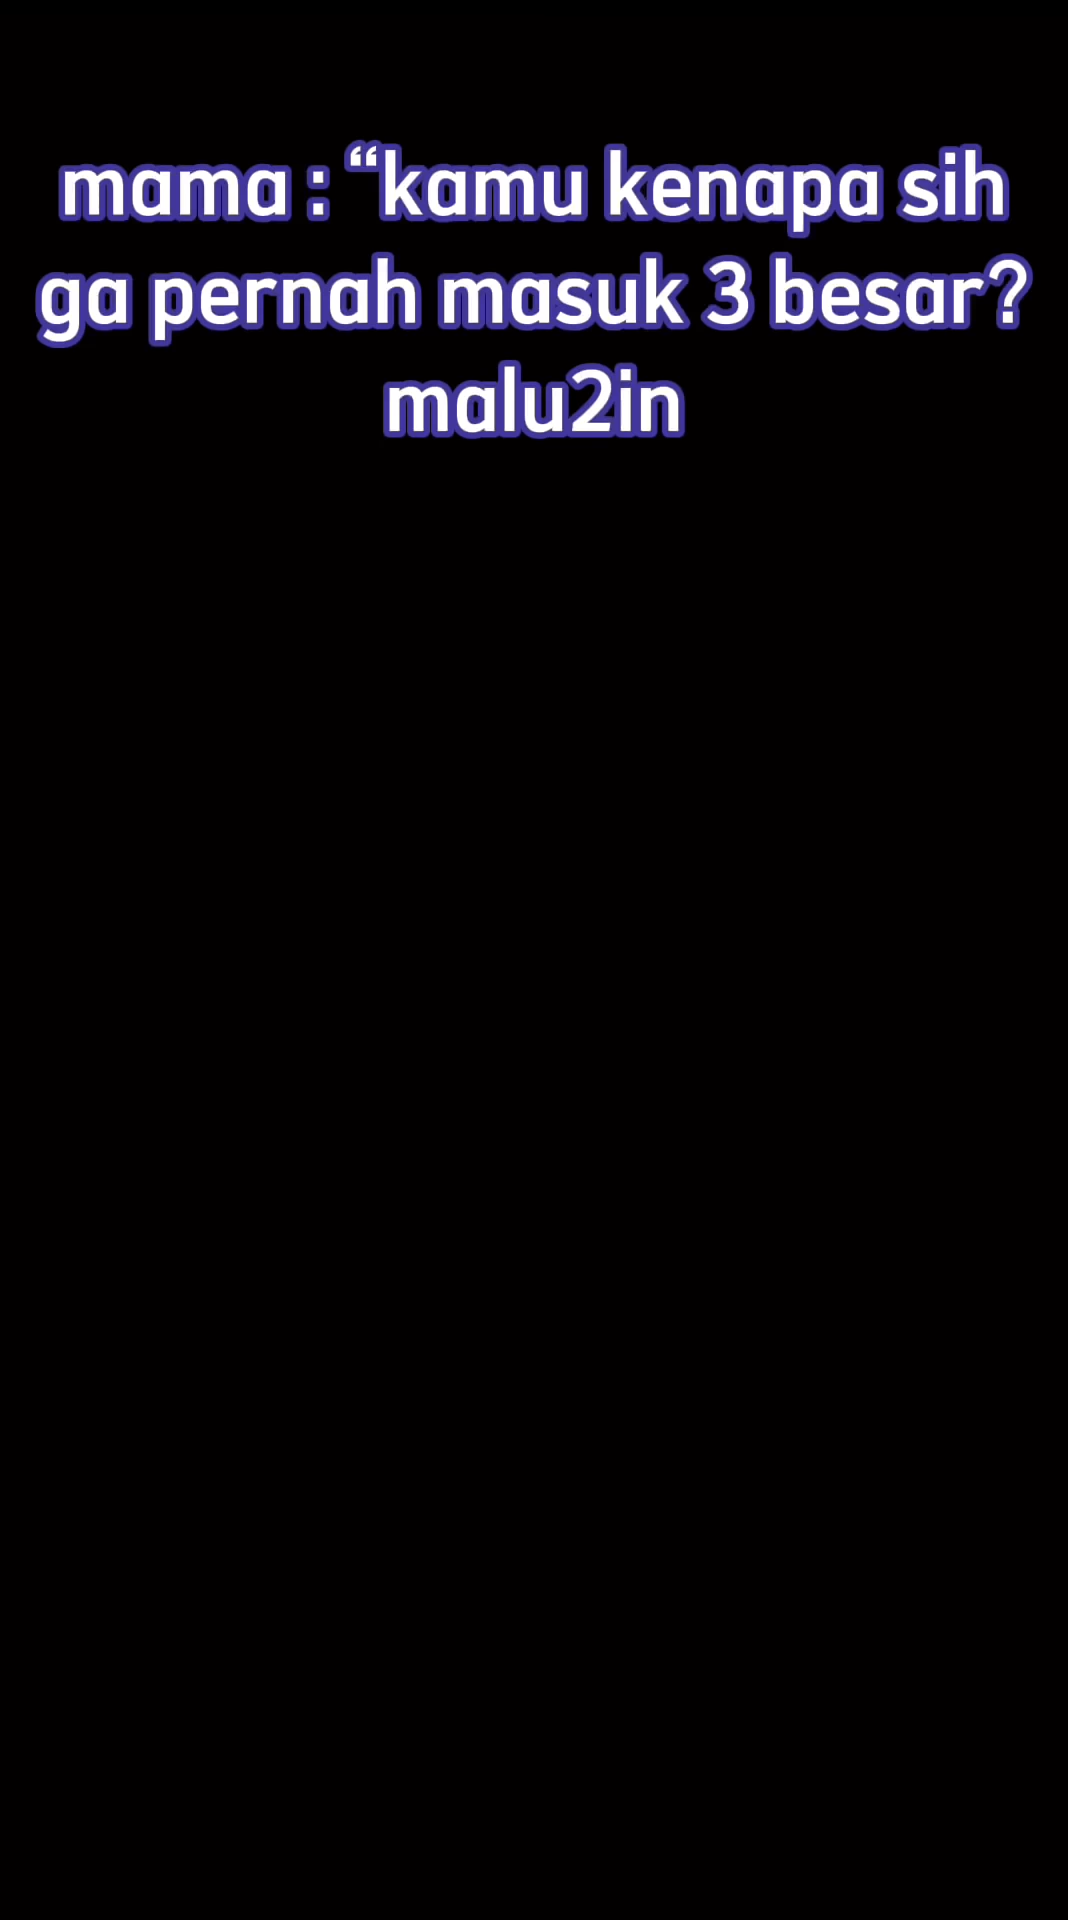 mama : “kamu kenapa sih
ga pernah masuk 3 besar?
malu2in